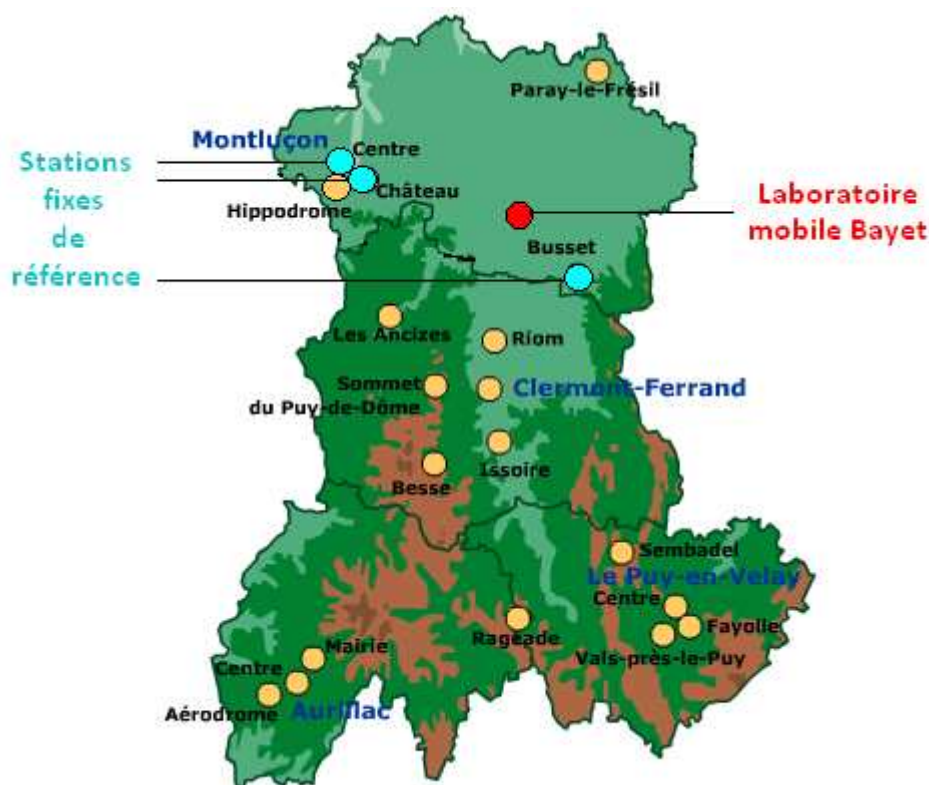 Paray-le-Frésil
Montluçon
Centre
Stations
fixes
de
référence
Château
Hippodrome
Laboratoire
mobile Bayet
Busset
Les Ancizes
Riom
Sommet
du Puy-de-Dôme
Clermont-Ferrand
Issoire
Besse
Sembadel
Le Puy-en-Velay
Centre
Fayolle
Rageade
Vals-près-le-Puy
Mairie
Centre
Aérodrome
Aurillac